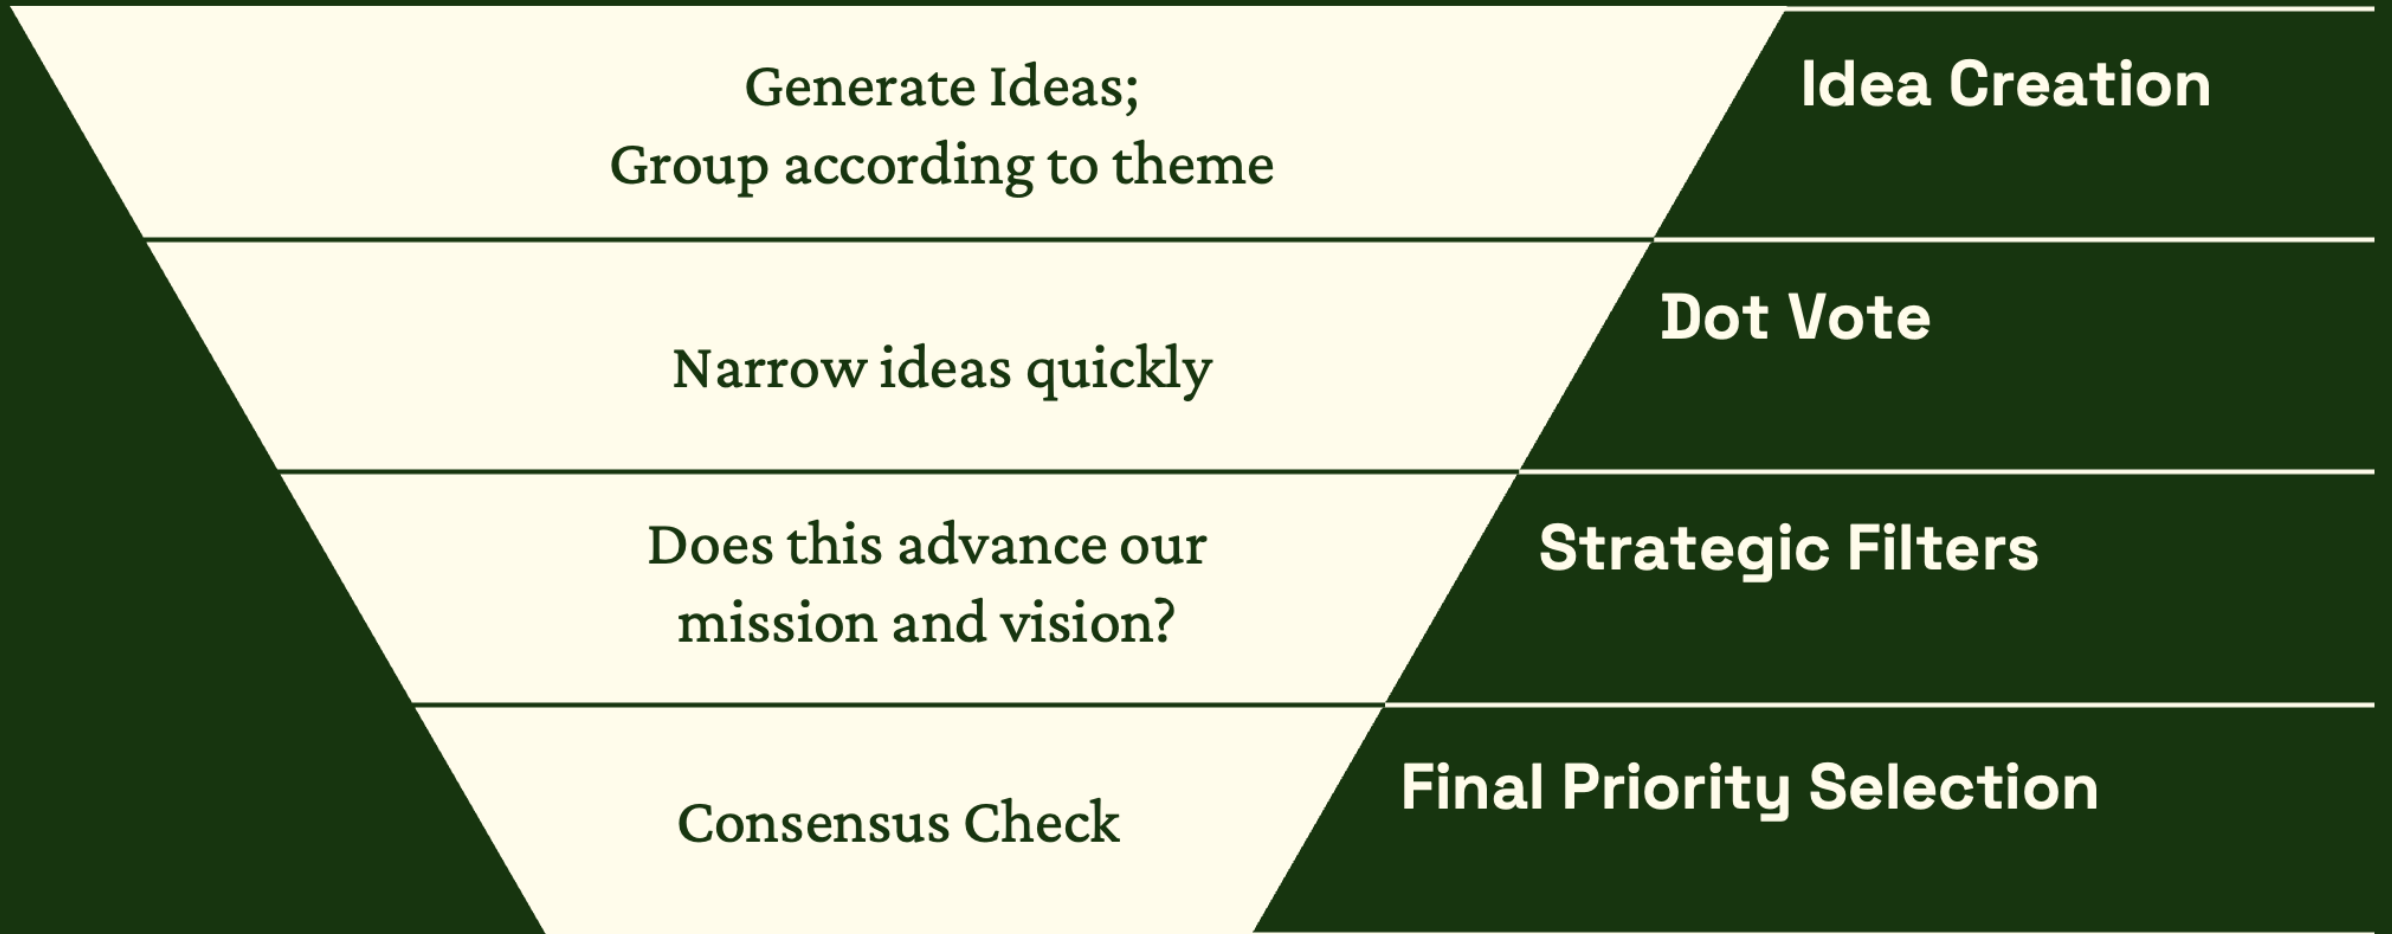 Generate Ideas;
Group according to theme
Idea Creation
Narrow ideas quickly
Dot Vote
Does this advance our
mission and vision?
Strategic Filters
Consensus Check
Final Priority Selection